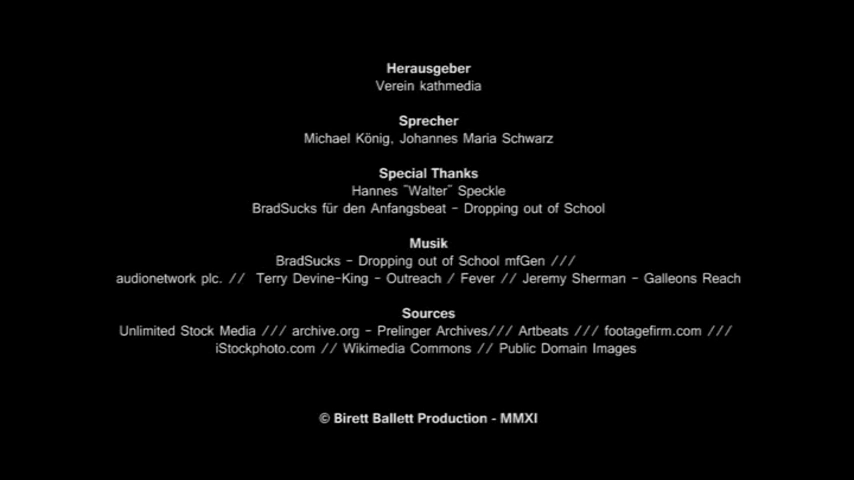 Herausgeber
Verein kathmedia
Sprecher
Michael König, Johannes Maria Schwarz
Special Thanks
Hannes "Walter" Speckle
BradSucks für den Anfangsbeat - Dropping out of School
Musik
BradSucks - Dropping out of School mfGen ///
audionetwork plc. // Terry Devine-King - Outreach / Fever // Jeremy Sherman - Galleons Reach
Sources
Unlimited Stock Media /// archive.org - Prelinger Archives/// Artbeats /// footagefirm.com ///
iStockphoto.com // Wikimedia Commons // Public Domain Images
© Birett Ballett Production - MMXI